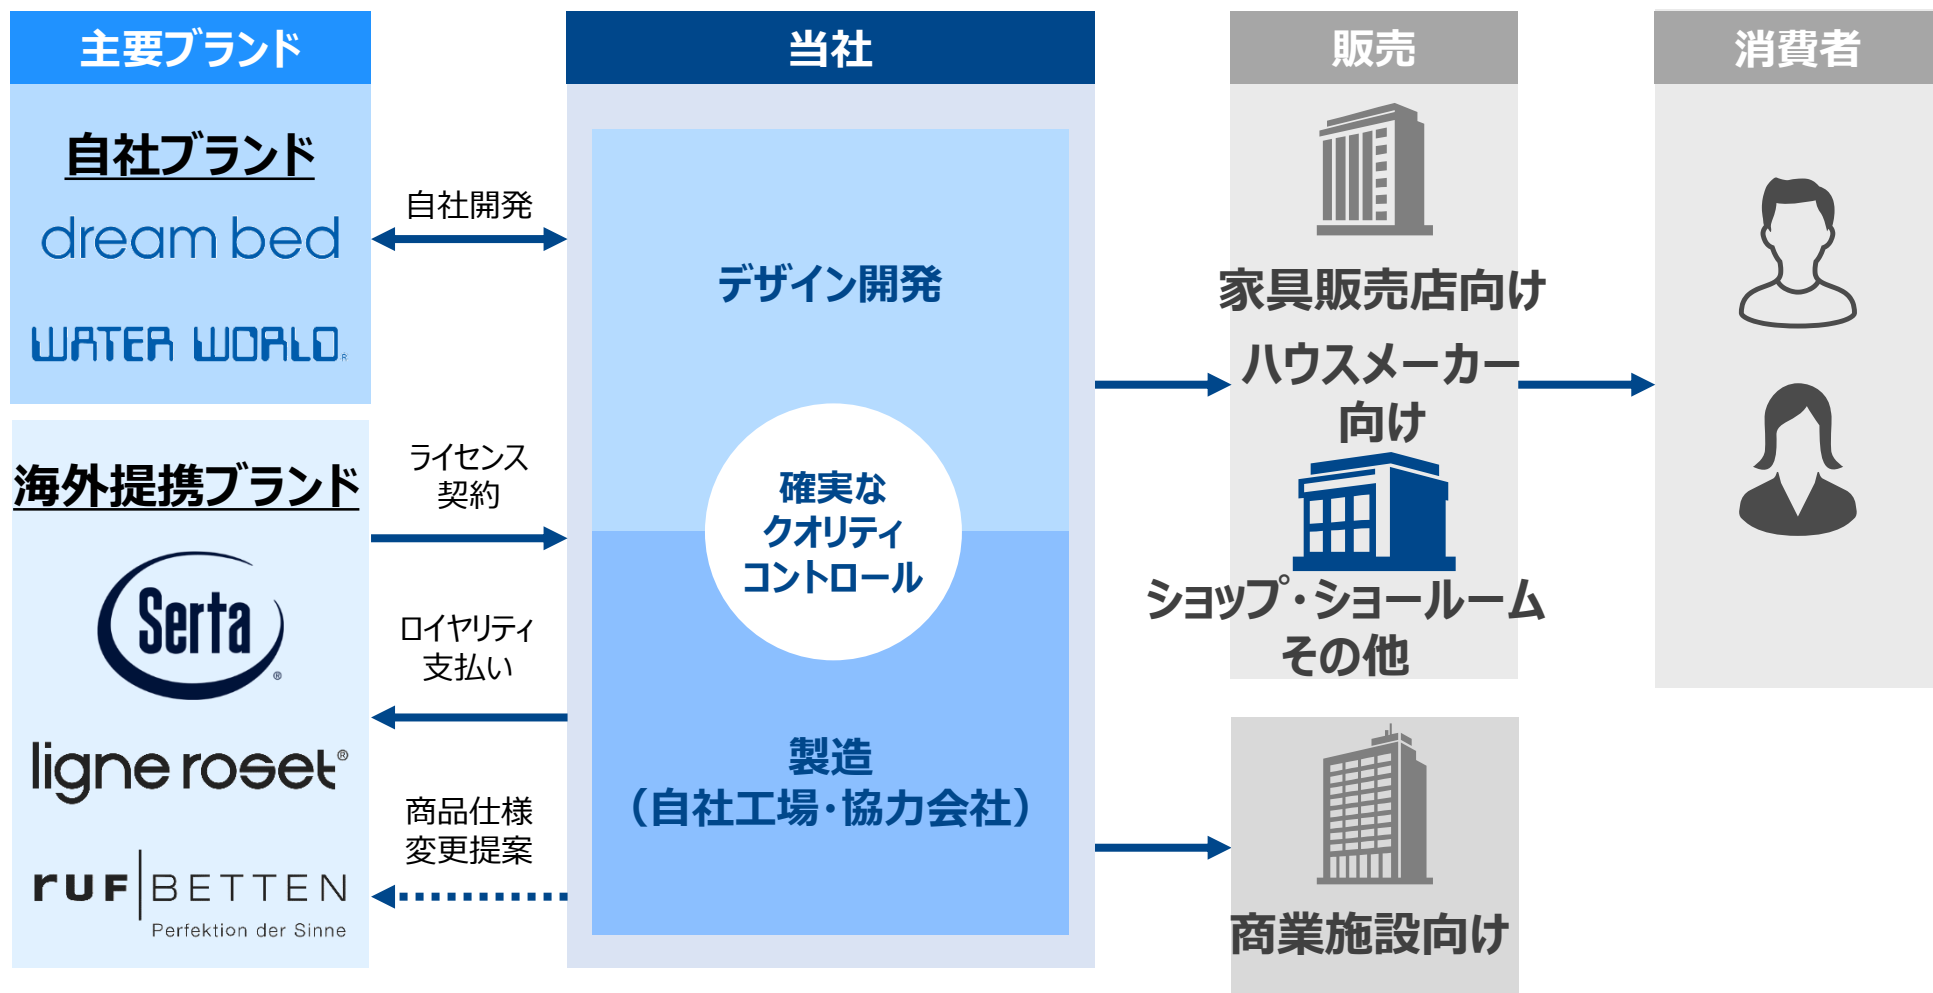 主要ブランド
自社ブランド
dream bed
WATER WORLD®
海外提携ブランド
Serta®
ligne roset®
ruf BETTEN
Perfektion der Sinne
自社開発
ライセンス
契約
ロイヤリティ
支払い
商品仕様
変更提案
当社
デザイン開発
確実な
クオリティ
コントロール
製造
（自社工場・協力会社）
販売
家具販売店向け
ハウスメーカー
向け
ショップ・ショールーム
その他
商業施設向け
消費者